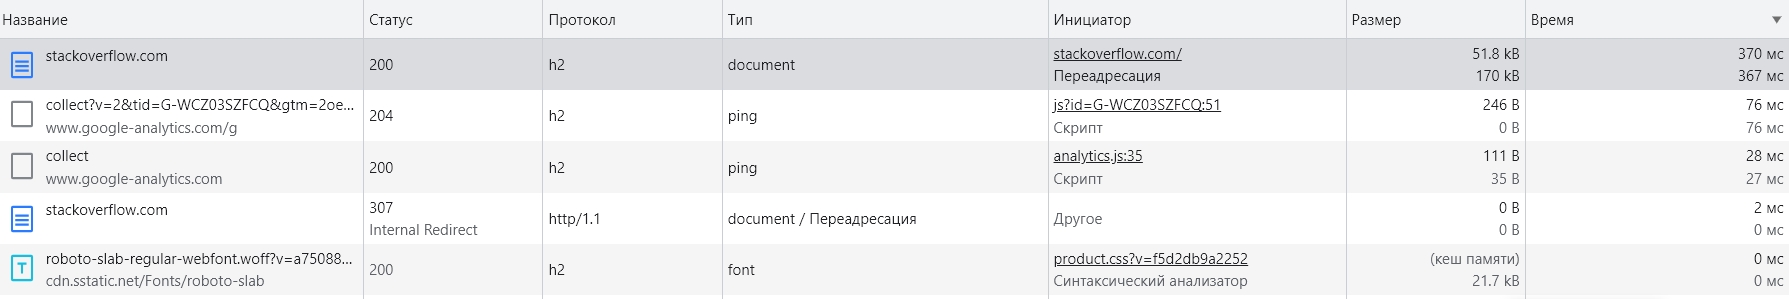 Название Статус Протокол Тип Инициатор Размер Время
stackoverflow.com 200 h2 document stackoverflow.com/ 51.8 kB 370 мс
Переадресация 170 kB 367 мс
collect?v=2&tid=G-WCZ03SZFCQ&gtm=2oe... 204 h2 ping js?id=G-WCZ03SZFCQ:51 246 B 76 мс
www.google-analytics.com/g Скрипт 0 B 76 мс
collect 200 h2 ping analytics.js:35 111 B 28 мс
www.google-analytics.com Скрипт 35 B 27 мс
stackoverflow.com 307 http/1.1 document / Переадресация Другое 0 B 2 мс
Internal Redirect 0 B 0 мс
roboto-slab-regular-webfont.woff?v=a75088... 200 h2 font product.css?v=f5d2db9a2252 (кеш памяти) 0 мс
cdn.sstatic.net/Fonts/roboto-slab Синтаксический анализатор 21.7 kB 0 мс